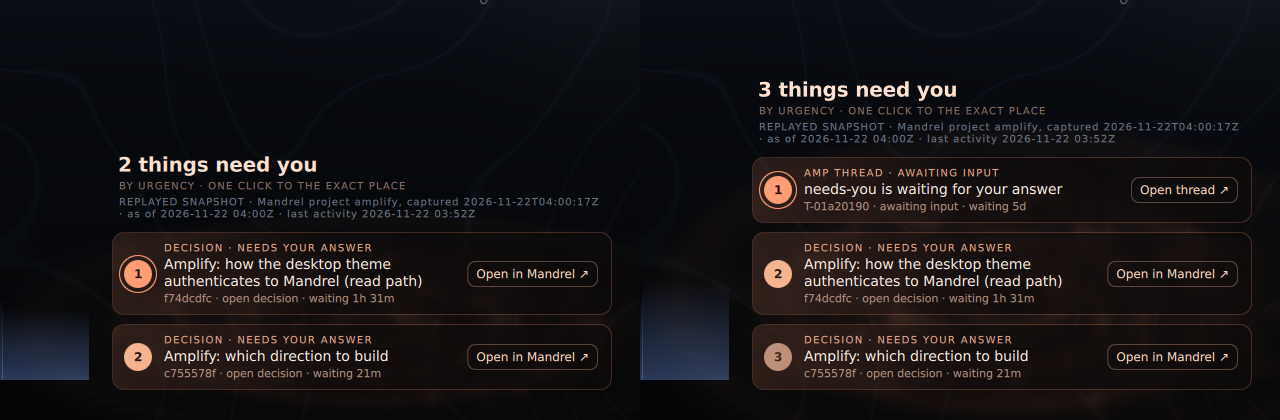 2 things need you
BY URGENCY · ONE CLICK TO THE EXACT PLACE
REPLAYED SNAPSHOT · Mandrel project amplify, captured 2026-11-22T04:00:17Z
· as of 2026-11-22 04:00Z · last activity 2026-11-22 03:52Z
1
DECISION · NEEDS YOUR ANSWER
Amplify: how the desktop theme
authenticates to Mandrel (read path)
f74dcdfc · open decision · waiting 1h 31m
Open in Mandrel ↗
2
DECISION · NEEDS YOUR ANSWER
Amplify: which direction to build
c755578f · open decision · waiting 21m
Open in Mandrel ↗
3 things need you
BY URGENCY · ONE CLICK TO THE EXACT PLACE
REPLAYED SNAPSHOT · Mandrel project amplify, captured 2026-11-22T04:00:17Z
· as of 2026-11-22 04:00Z · last activity 2026-11-22 03:52Z
1
AMP THREAD · AWAITING INPUT
needs-you is waiting for your answer
T-01a20190 · awaiting input · waiting 5d
Open thread ↗
2
DECISION · NEEDS YOUR ANSWER
Amplify: how the desktop theme
authenticates to Mandrel (read path)
f74dcdfc · open decision · waiting 1h 31m
Open in Mandrel ↗
3
DECISION · NEEDS YOUR ANSWER
Amplify: which direction to build
c755578f · open decision · waiting 21m
Open in Mandrel ↗